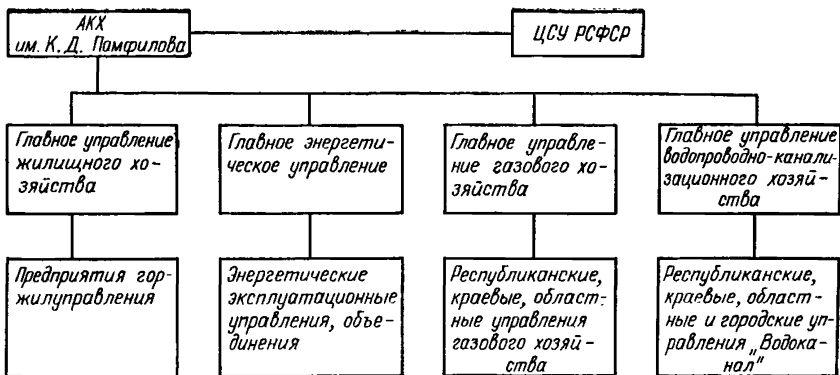 АКХ
им. К. Д. Памфилова
ЦСУ РСФСР
Главное управление
жилищного хо-
зяйства
Главное энергети-
ческое управление
Главное управле-
ние газового хо-
зяйства
Главное управление
водопроводно-канали-
зационного хозяй-
ства
Предприятия гор-
жилуправления
Энергетические
эксплуатационные
управления, объе-
динения
Республиканские,
краевые, област-
ные управления
газового хозяй-
ства
Республиканские,
краевые, област-
ные и городские уп-
равления „Водока-
нал"